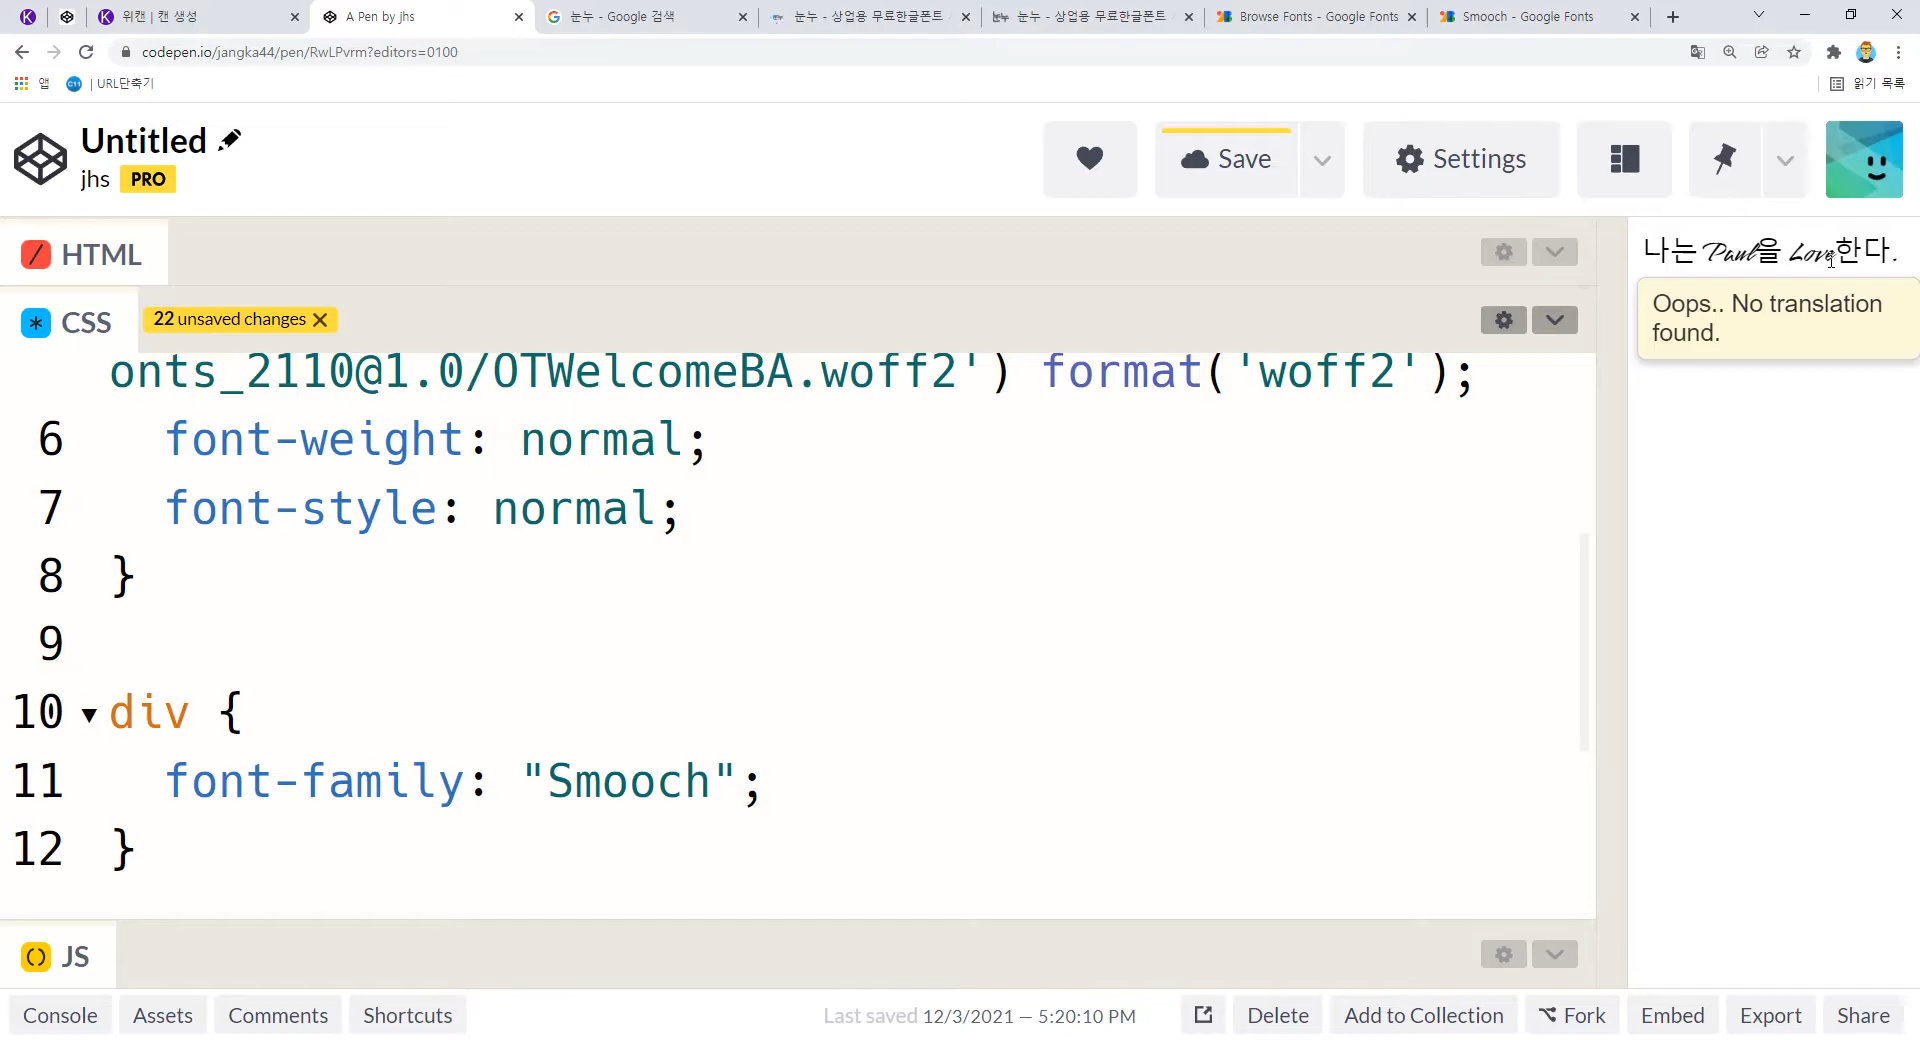 위캔 | 캔 생성
A Pen by jhs
눈누 - Google 검색
눈누 - 상업용 무료한글폰트
눈누 - 상업용 무료한글폰트
Browse Fonts - Google Fonts
Smooch - Google Fonts
codepen.io/jangka44/pen/RwLPvrm?editors=0100
앱
| URL단축기
읽기 목록
Untitled
jhs PRO
Save
Settings
HTML
나는 Paul을 Love한다.
CSS
22 unsaved changes
Oops.. No translation
found.
onts_2110@1.0/OTWelcomeBA.woff2') format('woff2');
6 font-weight: normal;
7 font-style: normal;
8 }
9
10 div {
11 font-family: "Smooch";
12 }
JS
Console Assets Comments Shortcuts
Last saved 12/3/2021 — 5:20:10 PM
Delete Add to Collection Fork Embed Export Share